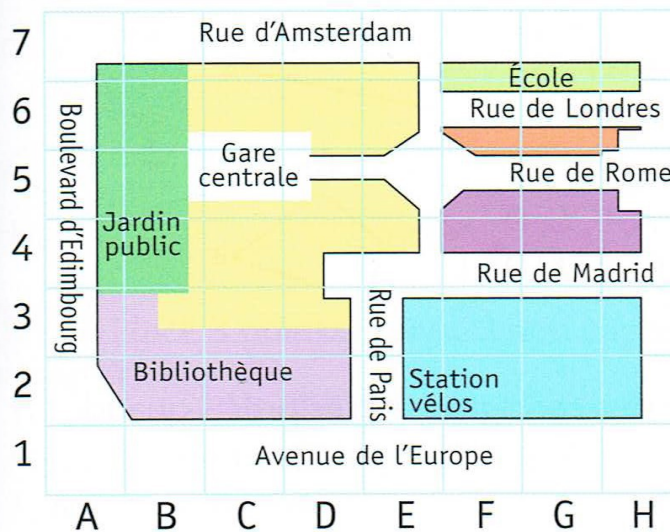 7
Rue d'Amsterdam
École
6
Rue de Londres
Boulevard d'Edimbourg
Gare
centrale
5
Rue de Rome
Jardin
public
4
Rue de Madrid
3
Rue de Paris
Bibliothèque
2
Station
vélos
1
Avenue de l'Europe
A B C D E F G H